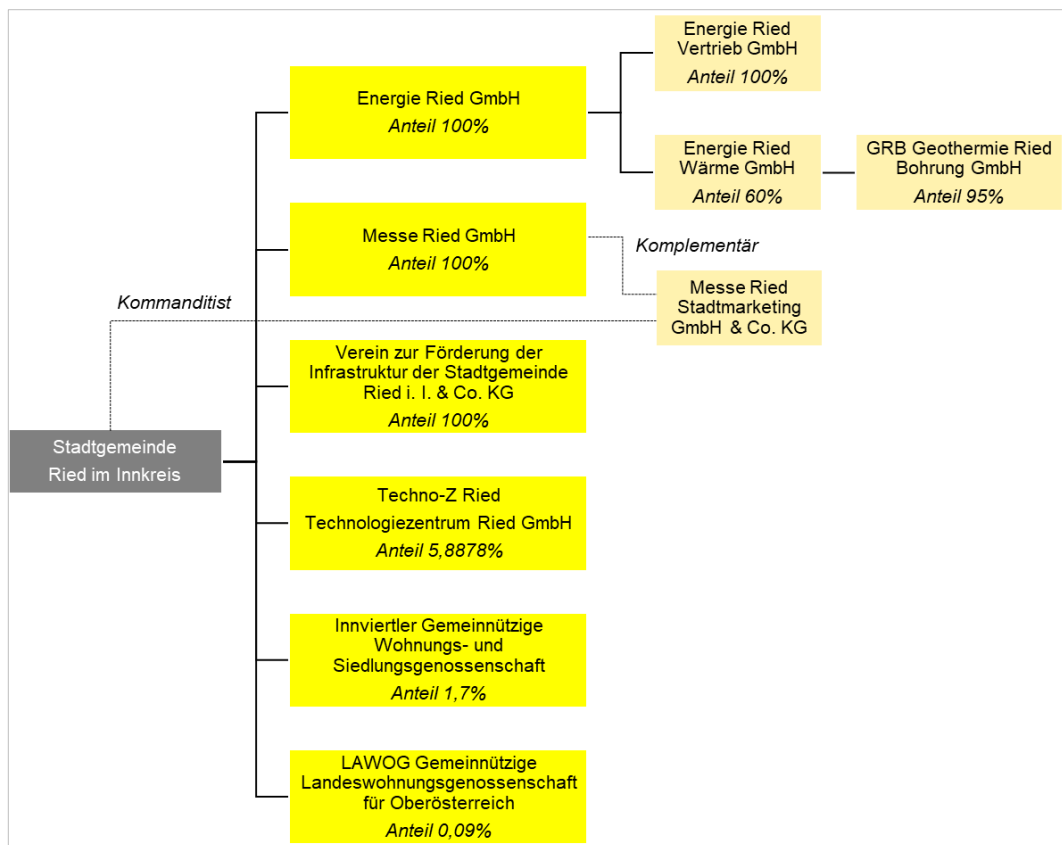 Energie Ried
Vertrieb GmbH
Anteil 100%
Energie Ried GmbH
Anteil 100%
Energie Ried
Wärme GmbH
Anteil 60%
GRB Geothermie Ried
Bohrung GmbH
Anteil 95%
Messe Ried GmbH
Anteil 100%
Komplementär
Messe Ried
Stadtmarketing
GmbH & Co. KG
Kommanditist
Verein zur Förderung der
Infrastruktur der Stadtgemeinde
Ried i. I. & Co. KG
Anteil 100%
Stadtgemeinde
Ried im Innkreis
Techno-Z Ried
Technologiezentrum Ried GmbH
Anteil 5,8878%
Innviertler Gemeinnützige
Wohnungs- und
Siedlungsgenossenschaft
Anteil 1,7%
LAWOG Gemeinnützige
Landeswohnungsgenossenschaft
für Oberösterreich
Anteil 0,09%